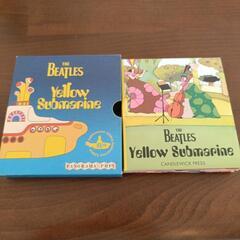 THE
BEATLES
Yellow
Submarine
PANORAMA POPS
THE
BEATLES
Yellow Submarine
CANDLEWICK PRESS